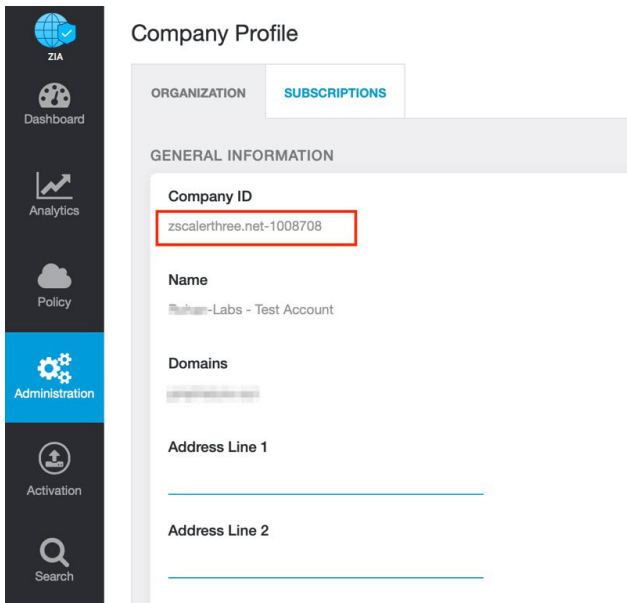 ZIA
Dashboard
Analytics
Policy
Administration
Activation
Search
Company Profile
ORGANIZATION SUBSCRIPTIONS
GENERAL INFORMATION
Company ID
zscalerthree.net-1008708
Name
-Labs - Test Account
Domains
Address Line 1
Address Line 2